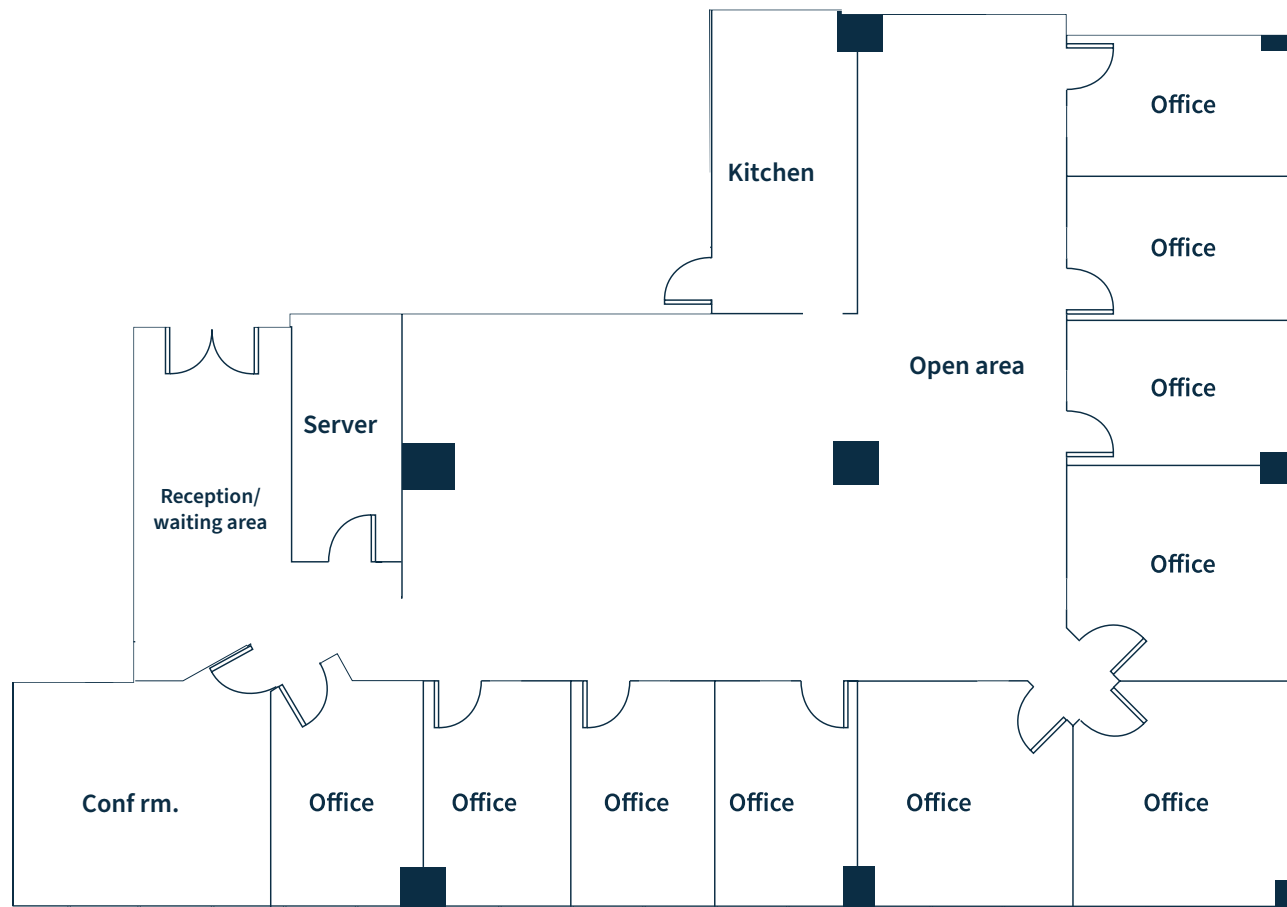 Office
Kitchen
Office
Open area
Office
Server
Reception/
waiting area
Office
Conf rm.
Office
Office
Office
Office
Office
Office